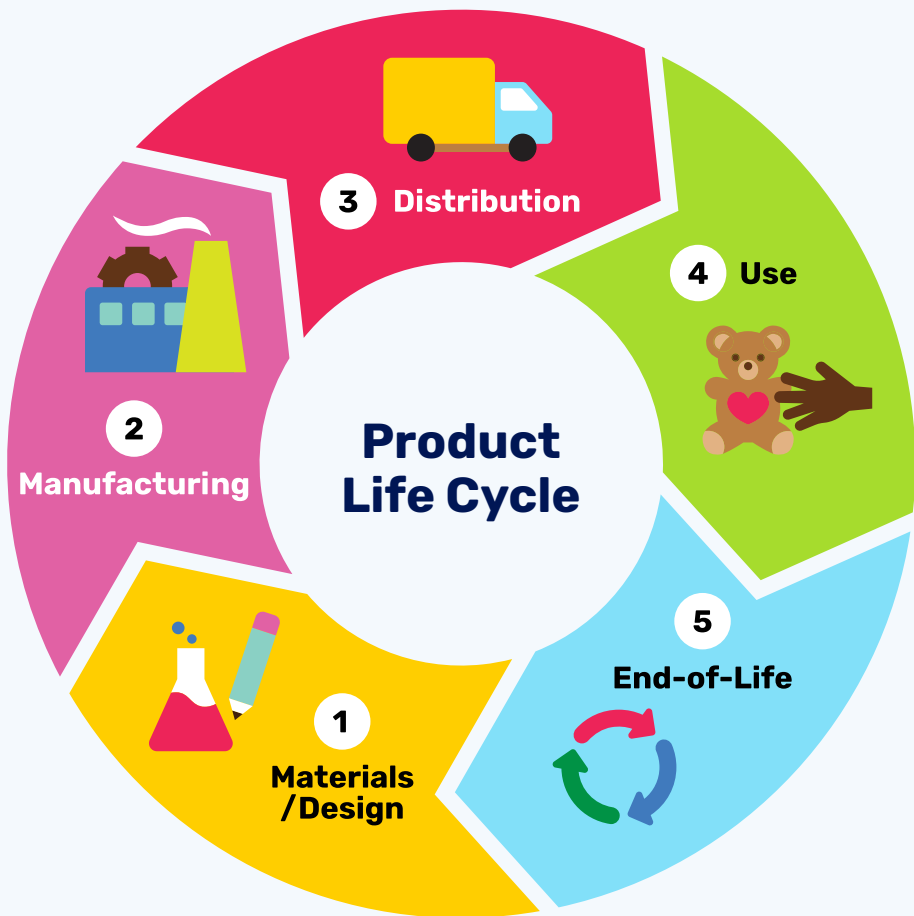 Product
Life Cycle
1
Materials
/Design
2
Manufacturing
3 Distribution
4 Use
5
End-of-Life